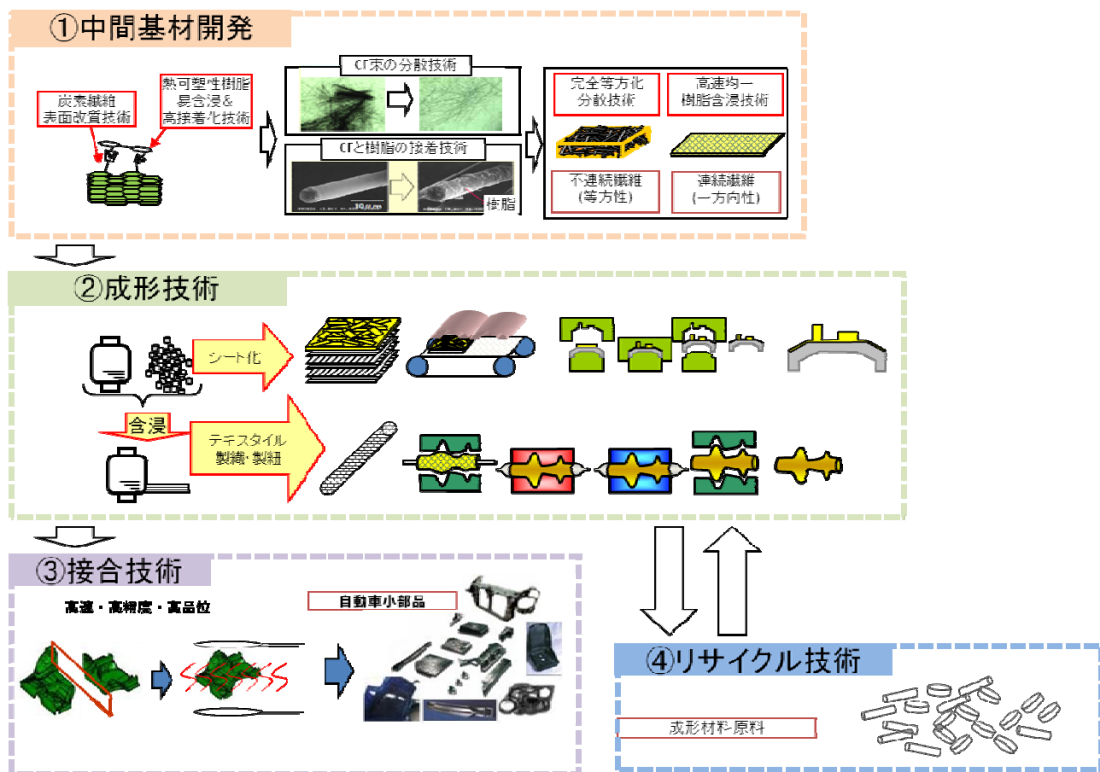 ①中間基材開発
炭素繊維
表面改質技術
熱可塑性樹脂
易含浸&
高接着化技術
CF束の分散技術
CFと樹脂の接着技術
10μm
樹脂
完全等方化
分散技術
高速均一
樹脂含浸技術
不連続繊維
(等方性)
連続繊維
(一方向性)
②成形技術
シート化
含浸
テキスタイル
製織・製紐
③接合技術
高速・高精度・高品位
自動車小部品
④リサイクル技術
成形材料原料